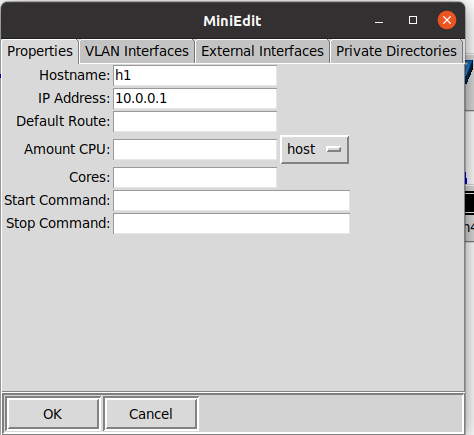 MiniEdit
Properties VLAN Interfaces External Interfaces Private Directories
Hostname: h1
IP Address: 10.0.0.1
Default Route:
Amount CPU: host
Cores:
Start Command:
Stop Command:
OK Cancel